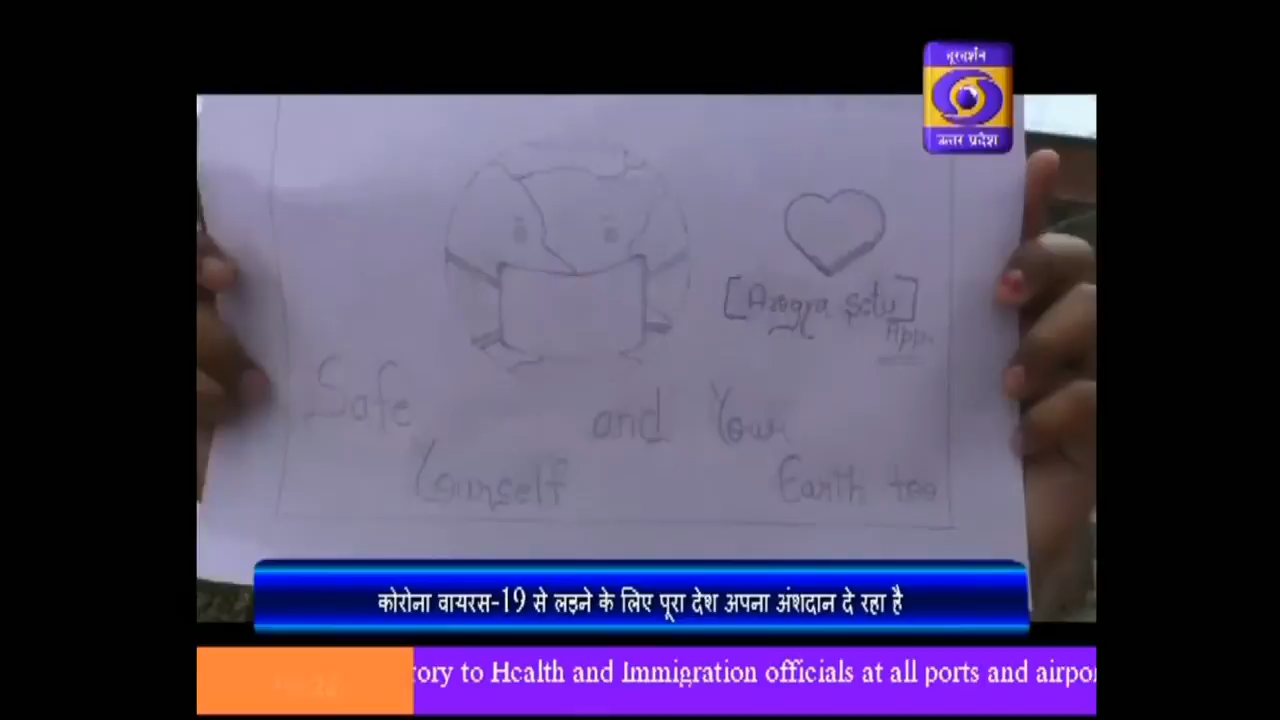 दूरदर्शन
उत्तर प्रदेश
[Arogya Setu]
App
Safe
and Your
Yourself
Earth too
कोरोना वायरस-19 से लड़ने के लिए पूरा देश अपना अंशदान दे रहा है
tory to Health and Immigration officials at all ports and airpor